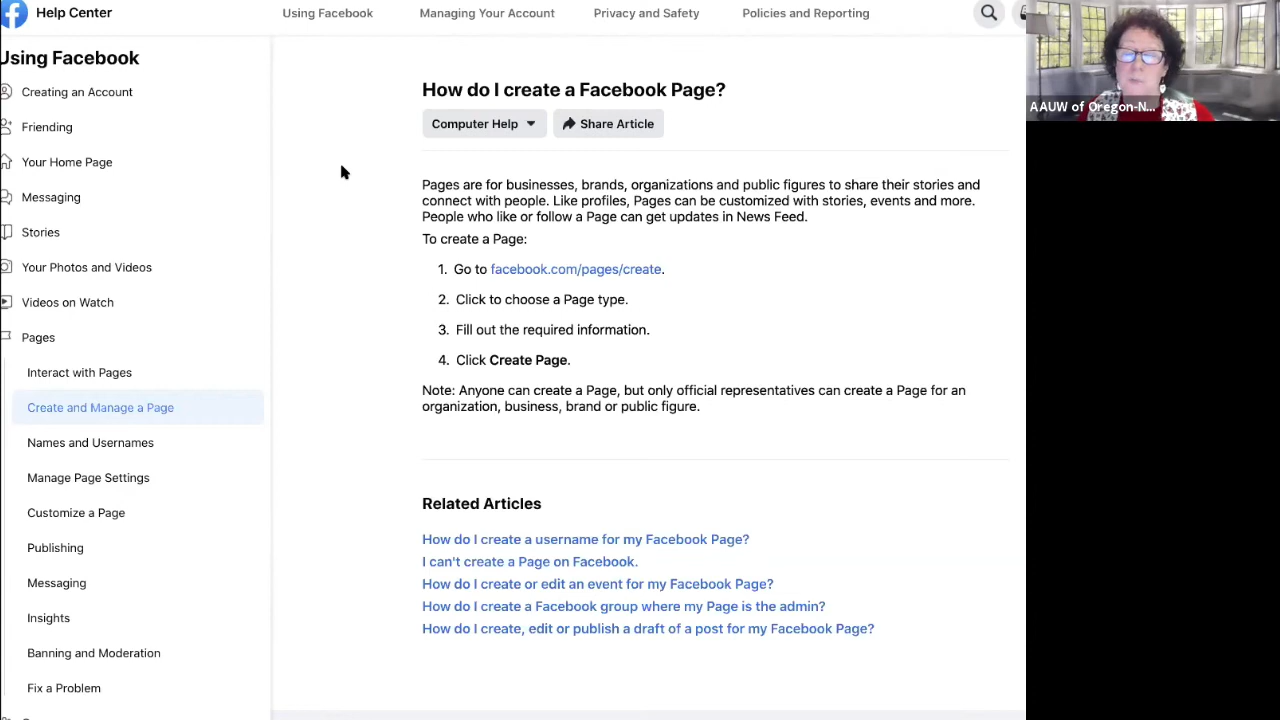 Help Center
Using Facebook
Managing Your Account
Privacy and Safety
Policies and Reporting
Using Facebook
Creating an Account
Friending
Your Home Page
Messaging
Stories
Your Photos and Videos
Videos on Watch
Pages
Interact with Pages
Create and Manage a Page
Names and Usernames
Manage Page Settings
Customize a Page
Publishing
Messaging
Insights
Banning and Moderation
Fix a Problem
How do I create a Facebook Page?
Computer Help
Share Article
Pages are for businesses, brands, organizations and public figures to share their stories and
connect with people. Like profiles, Pages can be customized with stories, events and more.
People who like or follow a Page can get updates in News Feed.
To create a Page:
1. Go to facebook.com/pages/create.
2. Click to choose a Page type.
3. Fill out the required information.
4. Click Create Page.
Note: Anyone can create a Page, but only official representatives can create a Page for an
organization, business, brand or public figure.
Related Articles
How do I create a username for my Facebook Page?
I can't create a Page on Facebook.
How do I create or edit an event for my Facebook Page?
How do I create a Facebook group where my Page is the admin?
How do I create, edit or publish a draft of a post for my Facebook Page?
AAUW of Oregon-N...